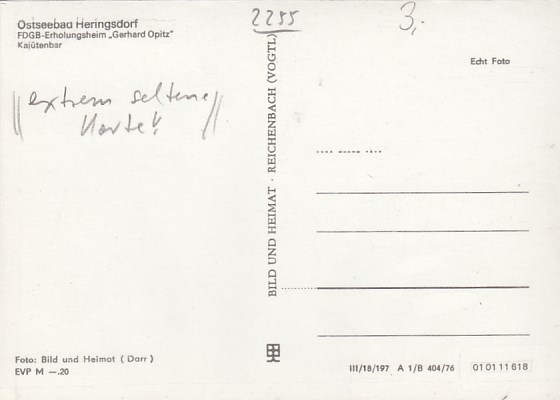 2255
3,-
Ostseebad Heringsdorf
FDGB-Erholungsheim „Gerhard Opitz"
Kajütenbar
Echt Foto
extrem seltene
Karte!
BILD UND HEIMAT · REICHENBACH (VOGTL)
Foto: Bild und Heimat (Darr)
EVP M —.20
III/18/197 A 1/B 404/76 01 01 11 618